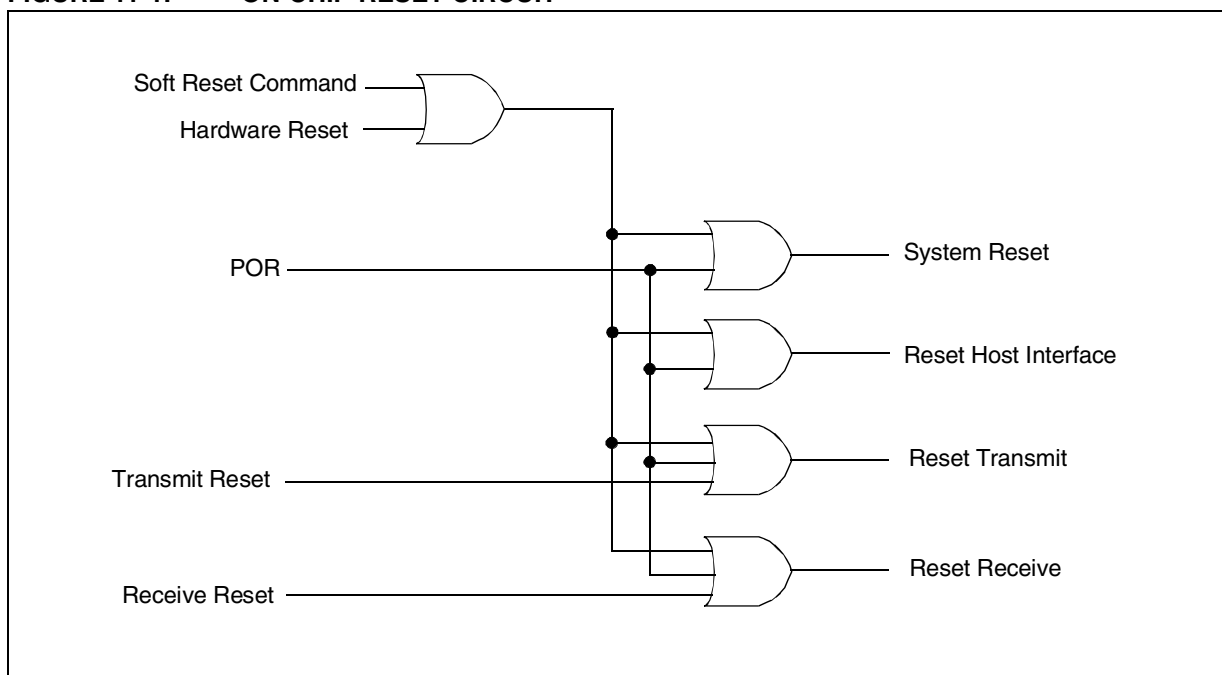 Soft Reset Command
Hardware Reset
System Reset
POR
Reset Host Interface
Reset Transmit
Transmit Reset
Reset Receive
Receive Reset